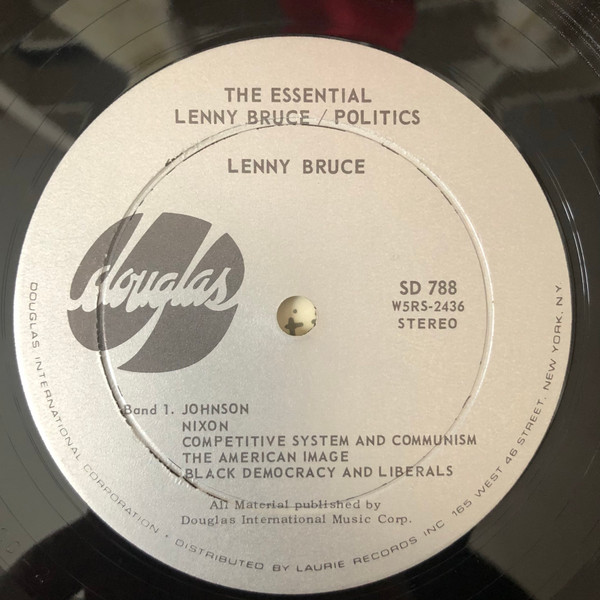 THE ESSENTIAL
LENNY BRUCE / POLITICS
LENNY BRUCE
douglas
SD 788
W5RS-2436
STEREO
Band 1. JOHNSON
NIXON
COMPETITIVE SYSTEM AND COMMUNISM
THE AMERICAN IMAGE
BLACK DEMOCRACY AND LIBERALS
All Material published by
Douglas International Music Corp.
DOUGLAS INTERNATIONAL CORPORATION • DISTRIBUTED BY LAURIE RECORDS INC 165 WEST 46 STREET, NEW YORK, N.Y